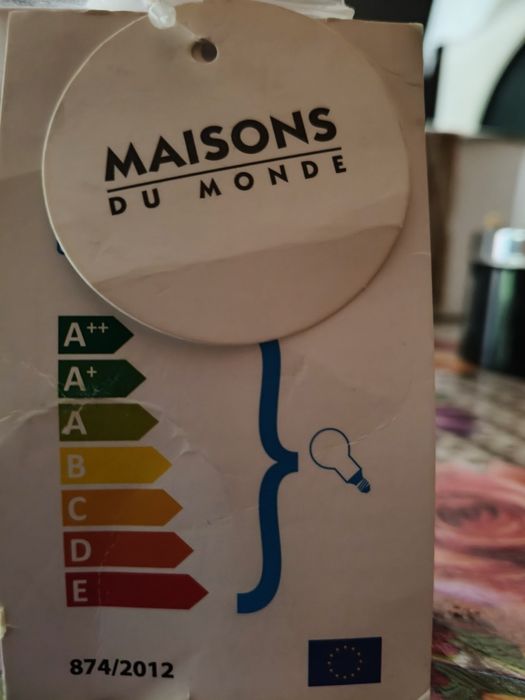 MAISONS
DU MONDE
A++
A+
A
B
C
D
E
874/2012